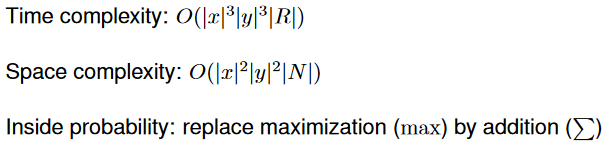 Time complexity: O(|x|³|y|³|R|)
Space complexity: O(|x|²|y|²|N|)
Inside probability: replace maximization (max) by addition (∑)